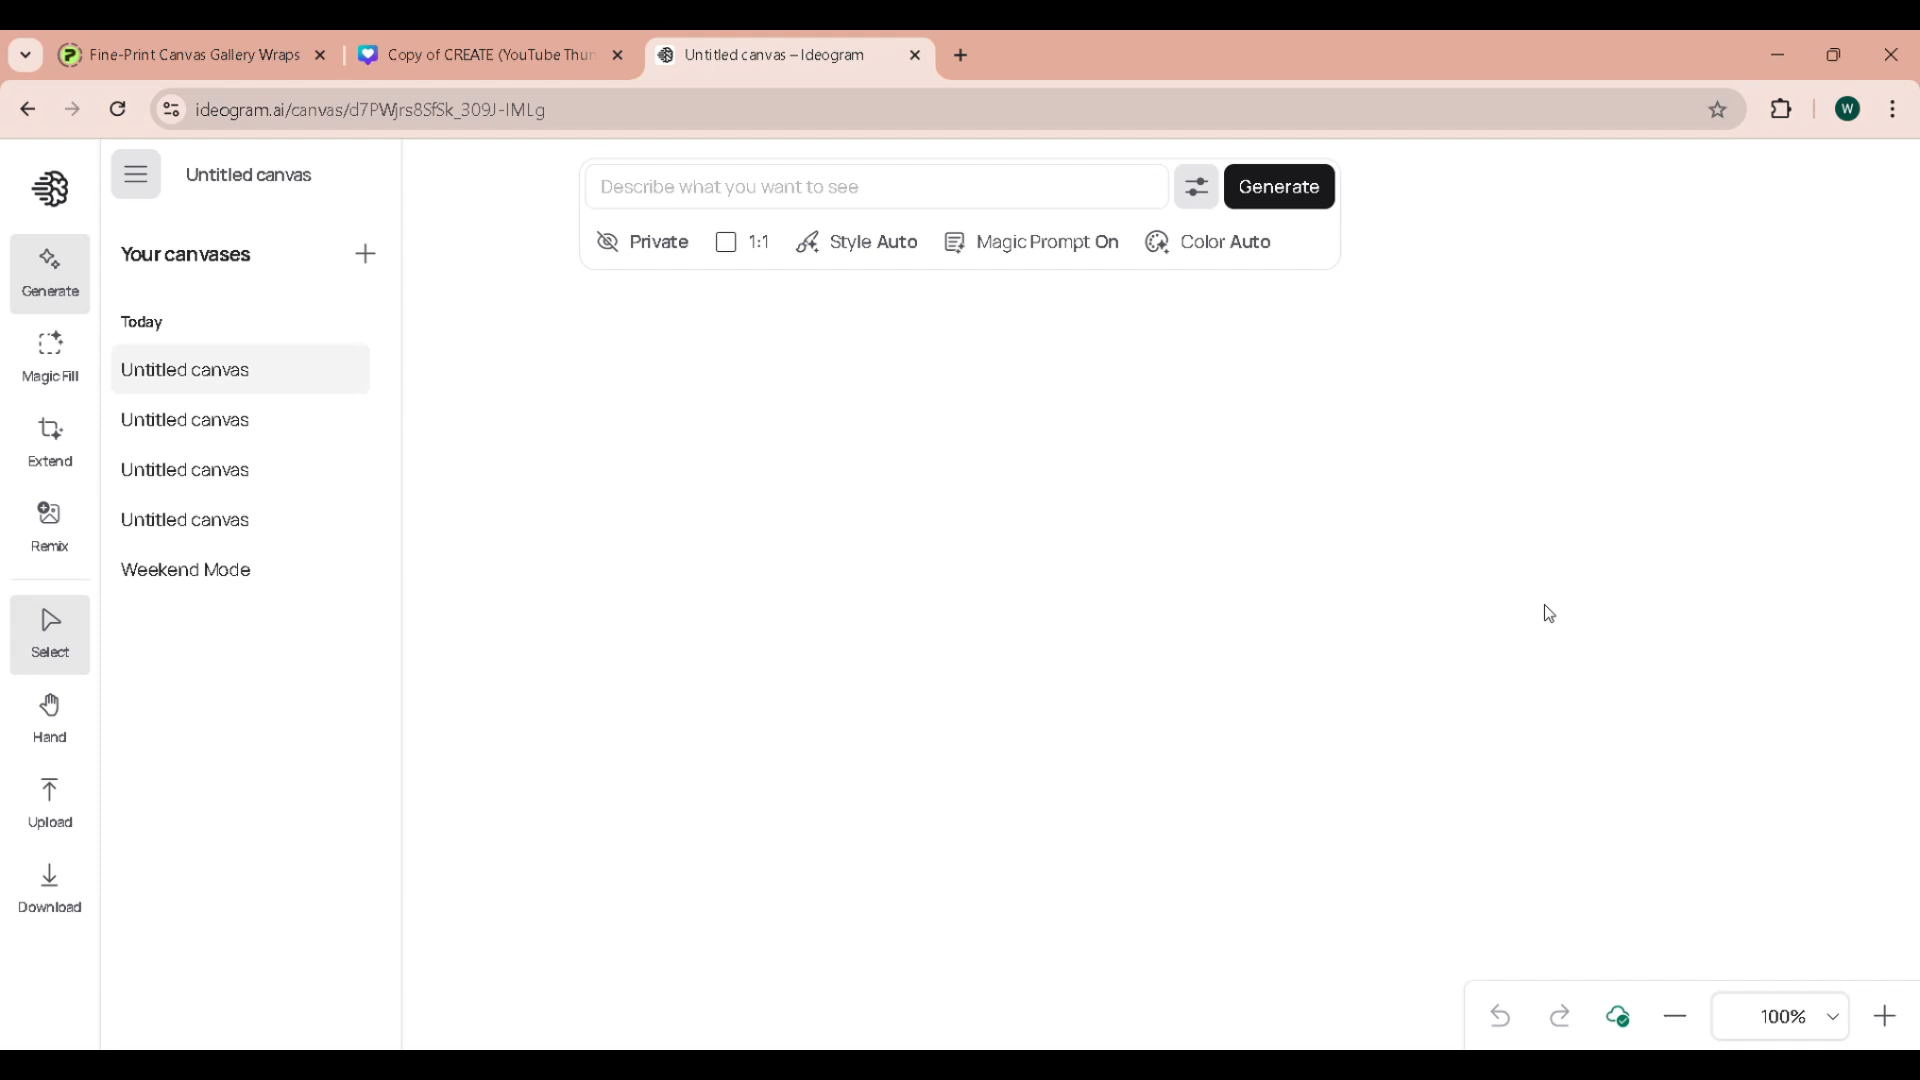 Fine-Print Canvas Gallery Wraps
Copy of CREATE (YouTube Thur
Untitled canvas – Ideogram
ideogram.ai/canvas/d7PWjrs8SfSk_309J-IMLg
W
Untitled canvas
Describe what you want to see
Generate
Private
1:1
Style Auto
Magic Prompt On
Color Auto
Your canvases
Today
Untitled canvas
Untitled canvas
Untitled canvas
Untitled canvas
Weekend Mode
Generate
Magic Fill
Extend
Remix
Select
Hand
Upload
Download
100%